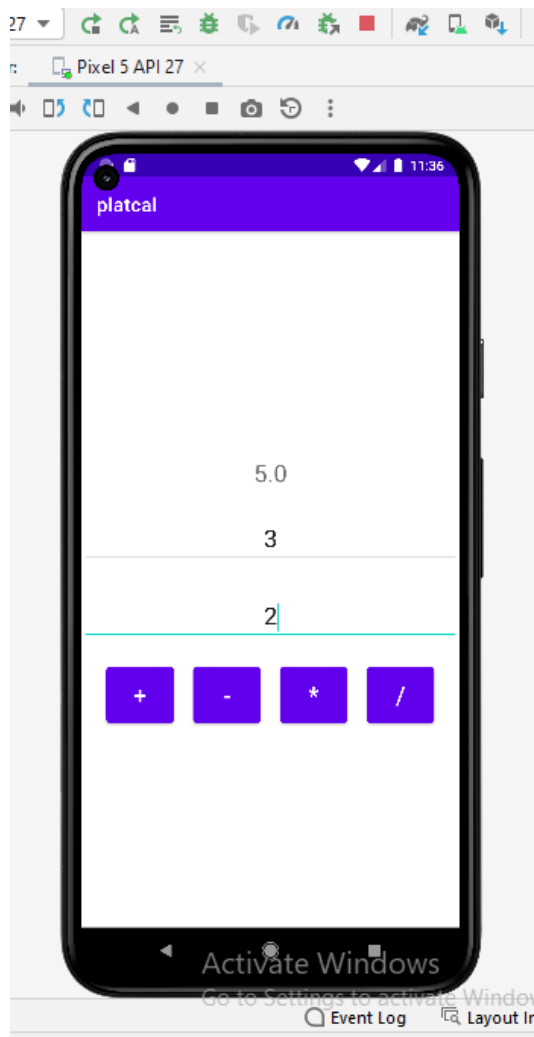 27
r:
Pixel 5 API 27
11:36
platcal
5.0
3
2
+ - * /
Activate Windows
Go to Settings to activate Window
Event Log Layout Ir